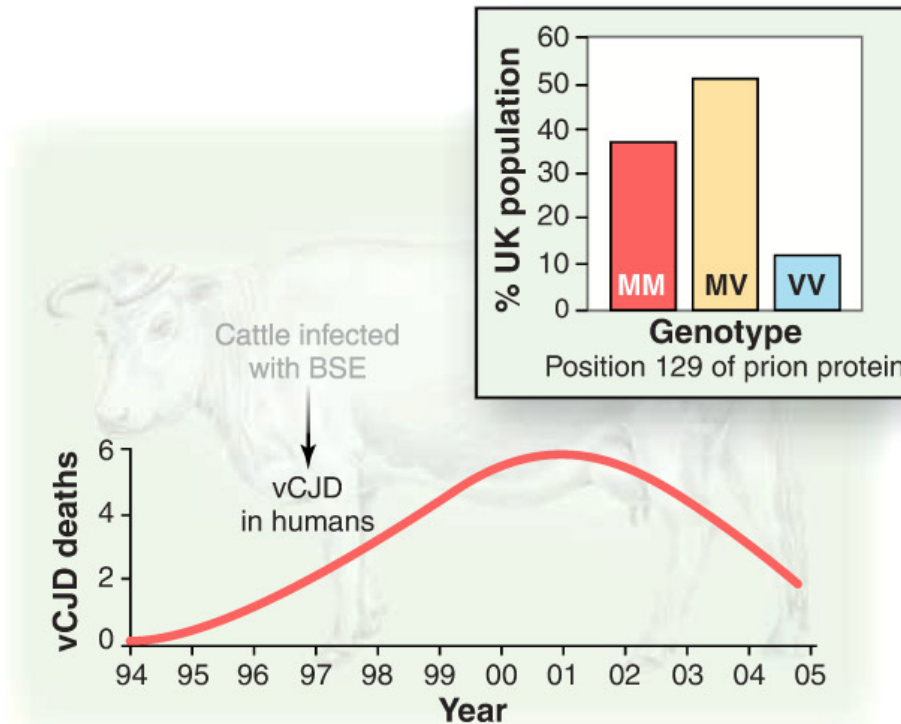 60
50
40
30
20
10
0
% UK population
MM MV VV
Genotype
Position 129 of prion protein
Cattle infected
with BSE
vCJD
in humans
6
4
2
0
vCJD deaths
94 95 96 97 98 99 00 01 02 03 04 05
Year